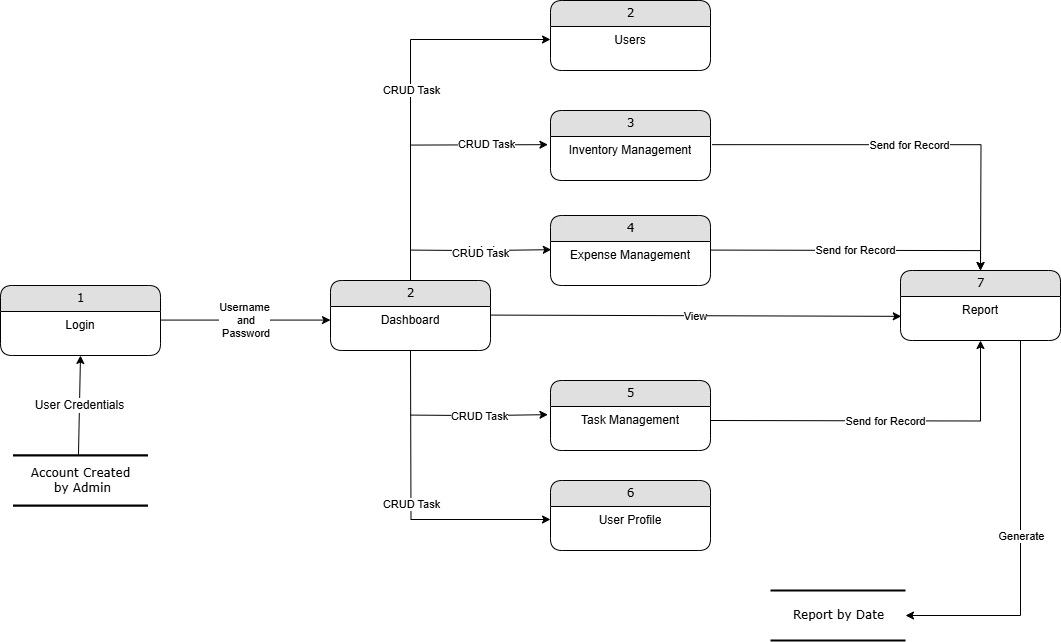 2
Users
CRUD Task
3
Inventory Management
CRUD Task
Send for Record
4
Expense Management
CRUD Task
Send for Record
1
Login
Username
and
Password
2
Dashboard
View
7
Report
User Credentials
Account Created
by Admin
5
Task Management
CRUD Task
Send for Record
6
User Profile
CRUD Task
Generate
Report by Date